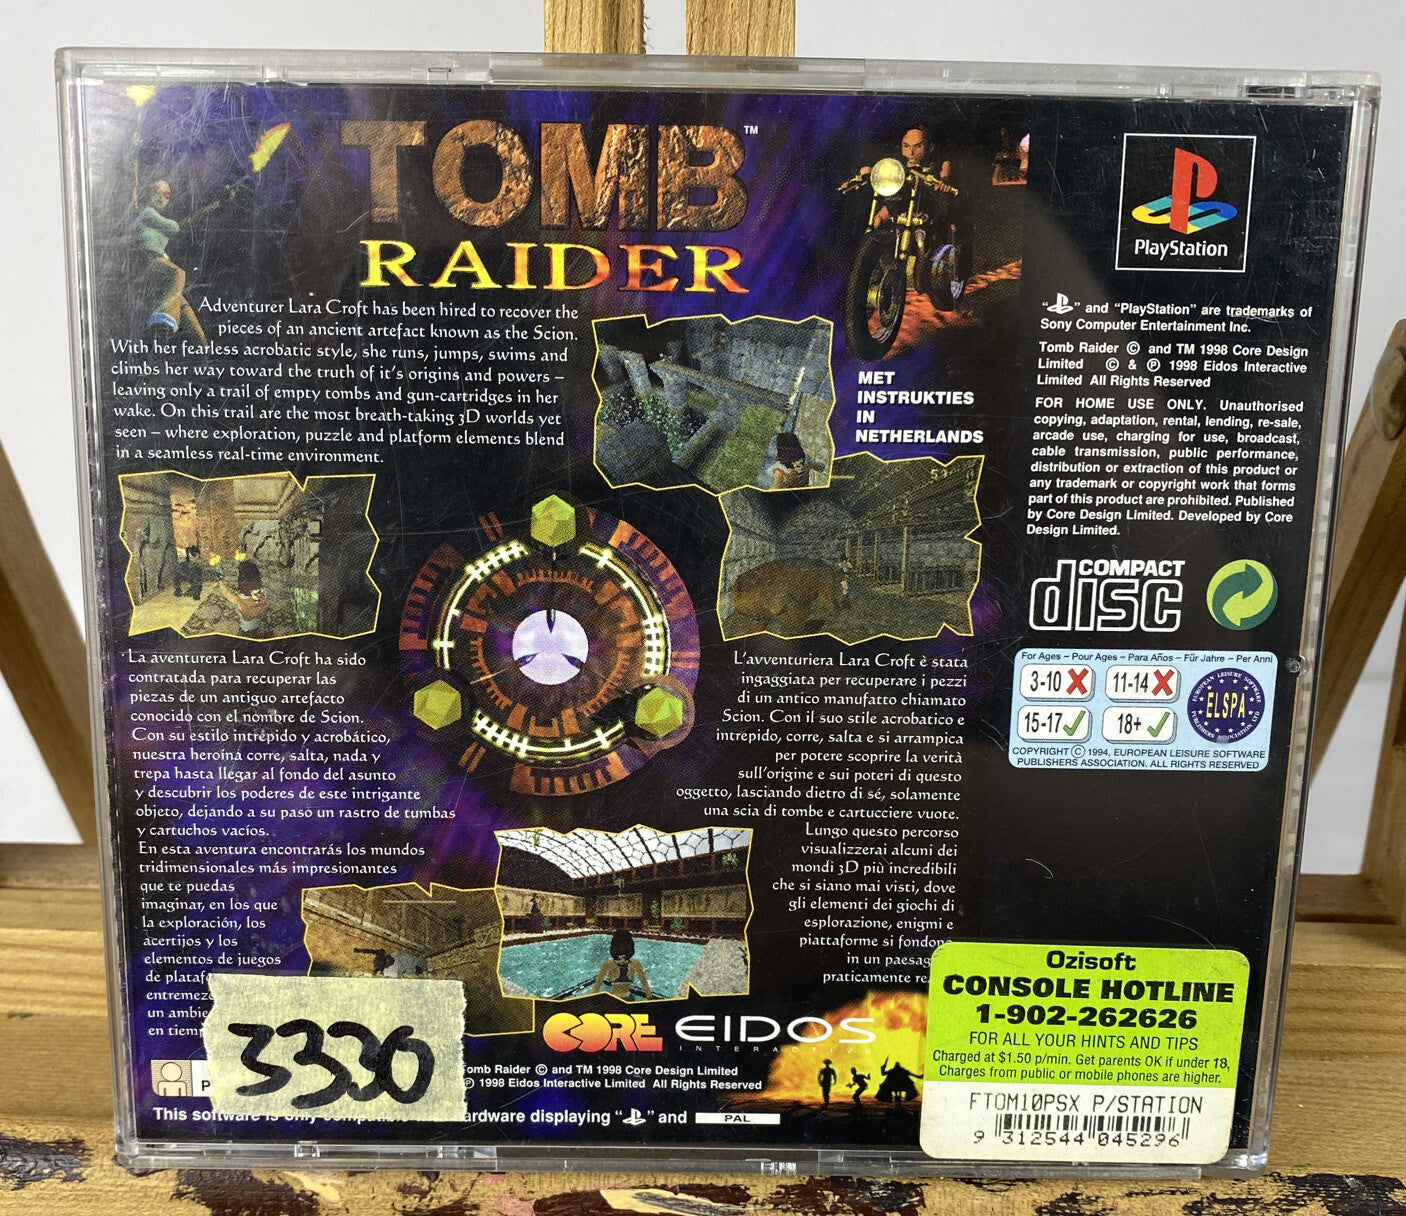 TOMB™
RAIDER
Adventurer Lara Croft has been hired to recover the
pieces of an ancient artefact known as the Scion.
With her fearless acrobatic style, she runs, jumps, swims and
climbs her way toward the truth of it's origins and powers –
leaving only a trail of empty tombs and gun-cartridges in her
wake. On this trail are the most breath-taking 3D worlds yet
seen – where exploration, puzzle and platform elements blend
in a seamless real-time environment.
MET
INSTRUKTIES
IN
NETHERLANDS
La aventurera Lara Croft ha sido
contratada para recuperar las
piezas de un antiguo artefacto
conocido con el nombre de Scion.
Con su estilo intrépido y acrobático,
nuestra heroína corre, salta, nada y
trepa hasta llegar al fondo del asunto
y descubrir los poderes de este intrigante
objeto, dejando a su paso un rastro de tumbas
y cartuchos vacíos.
En esta aventura encontrarás los mundos
tridimensionales más impresionantes
que te puedas
imaginar, en los que
la exploración, los
acertijos y los
elementos de juegos
de plataf
entremez
un ambie
en tiem
L'avventuriera Lara Croft è stata
ingaggiata per recuperare i pezzi
di un antico manufatto chiamato
Scion. Con il suo stile acrobatico e
intrepido, corre, salta e si arrampica
per potere scoprire la verità
sull'origine e sui poteri di questo
oggetto, lasciando dietro di sé, solamente
una scia di tombe e cartucciere vuote.
Lungo questo percorso
visualizzerai alcuni dei
mondi 3D più incredibili
che si siano mai visti, dove
gli elementi dei giochi di
esplorazione, enigmi e
piattaforme si fondono
in un paesag
praticamente re
3330
P
CORE EIDOS
INTERACTIVE
Tomb Raider © and TM 1998 Core Design Limited
℗ 1998 Eidos Interactive Limited All Rights Reserved
This software is only compatible ardware displaying “PS” and PAL
PlayStation
“PS” and “PlayStation” are trademarks of
Sony Computer Entertainment Inc.
Tomb Raider © and TM 1998 Core Design
Limited © & ℗ 1998 Eidos Interactive
Limited All Rights Reserved
FOR HOME USE ONLY. Unauthorised
copying, adaptation, rental, lending, re-sale,
arcade use, charging for use, broadcast,
cable transmission, public performance,
distribution or extraction of this product or
any trademark or copyright work that forms
part of this product are prohibited. Published
by Core Design Limited. Developed by Core
Design Limited.
COMPACT
disc
For Ages – Pour Ages – Para Años – Für Jahre – Per Anni
3-10 11-14
15-17 18+
EUROPEAN LEISURE SOFTWARE PUBLISHERS ASSOCIATION LTD
ELSPA
COPYRIGHT © 1994, EUROPEAN LEISURE SOFTWARE
PUBLISHERS ASSOCIATION. ALL RIGHTS RESERVED
Ozisoft
CONSOLE HOTLINE
1-902-262626
FOR ALL YOUR HINTS AND TIPS
Charged at $1.50 p/min. Get parents OK if under 18,
Charges from public or mobile phones are higher.
FTOM10PSX P/STATION
9 312544 045296